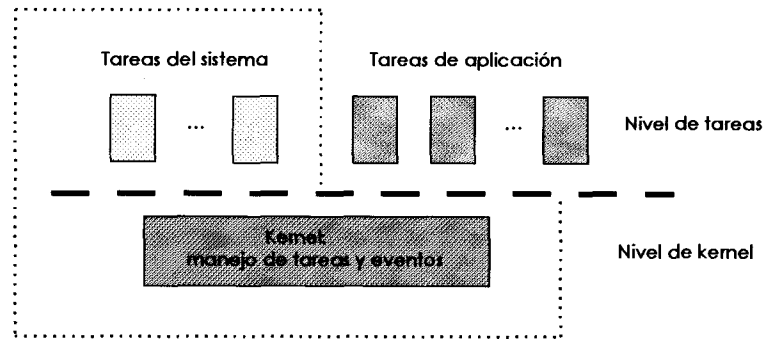 Tareas del sistema
Tareas de aplicación
... ...
Nivel de tareas
Kernel:
manejo de tareas y eventos
Nivel de kernel